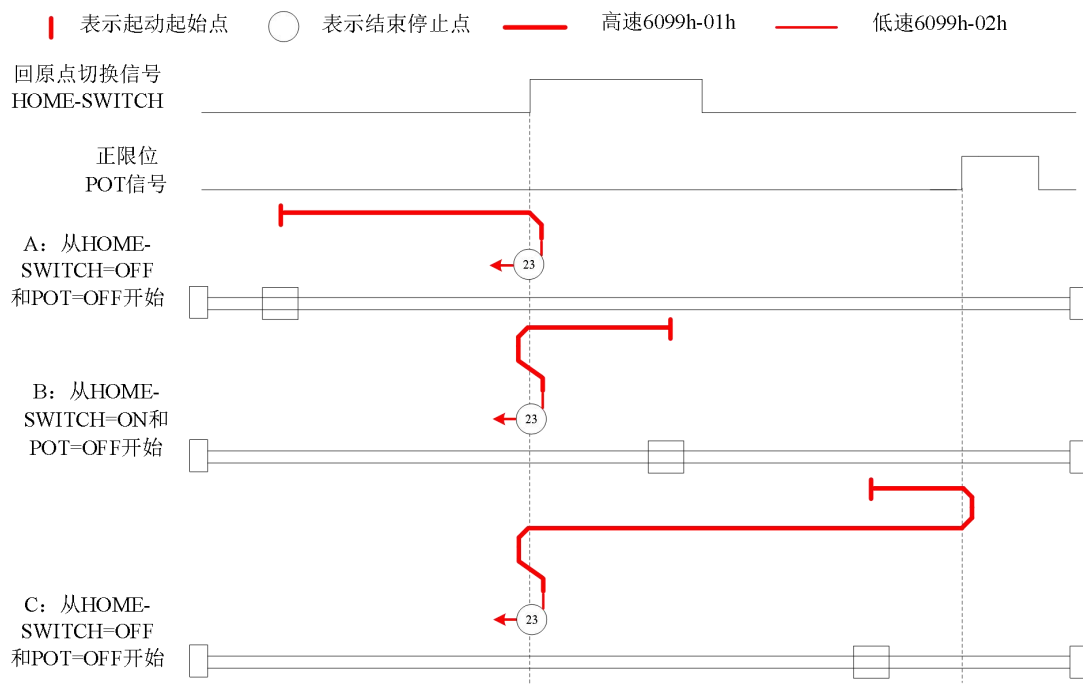 表示起动起始点 表示结束停止点 高速6099h-01h 低速6099h-02h
回原点切换信号
HOME-SWITCH
正限位
POT信号
A：从HOME-
SWITCH=OFF
和POT=OFF开始
23
B：从HOME-
SWITCH=ON和
POT=OFF开始
23
C：从HOME-
SWITCH=OFF
和POT=OFF开始
23